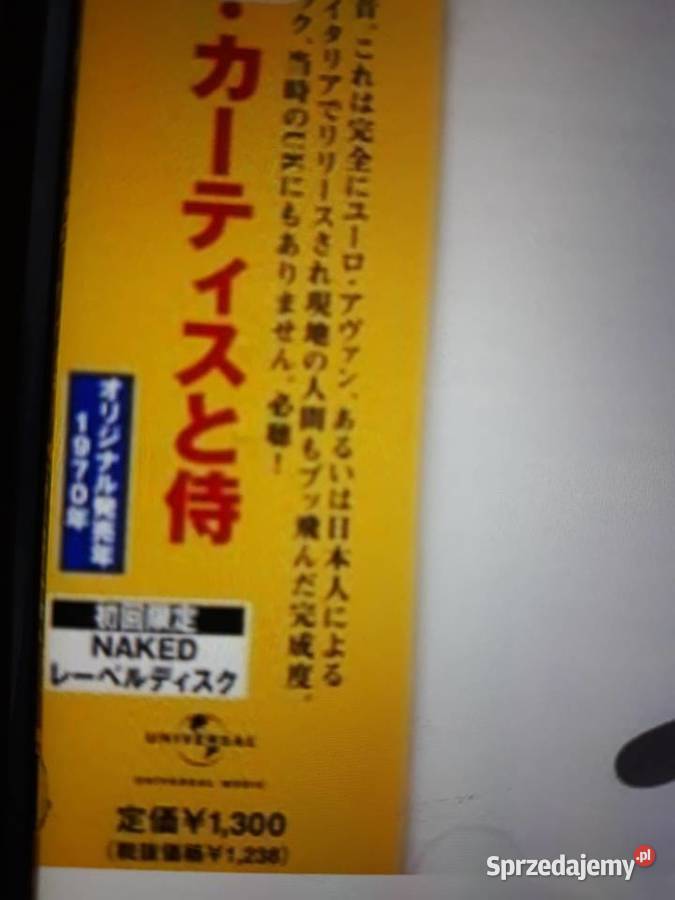 音。これは完全にユーロ・アヴァン、あるいは日本人による
イタリアでリリースされ現地の人間もブッ飛んだ完成度。
ック、当時のUKにもありません。必聴！
・カーティスと侍
オリジナル発売年
1970年
初回限定
NAKED
レーベルディスク
UNIVERSAL
UNIVERSAL MUSIC
定価¥1,300
(税抜価格¥1,238)
Sprzedajemy.pl